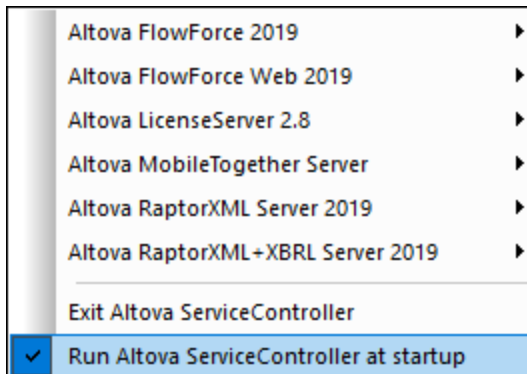 Altova FlowForce 2019
Altova FlowForce Web 2019
Altova LicenseServer 2.8
Altova MobileTogether Server
Altova RaptorXML Server 2019
Altova RaptorXML+XBRL Server 2019
Exit Altova ServiceController
Run Altova ServiceController at startup